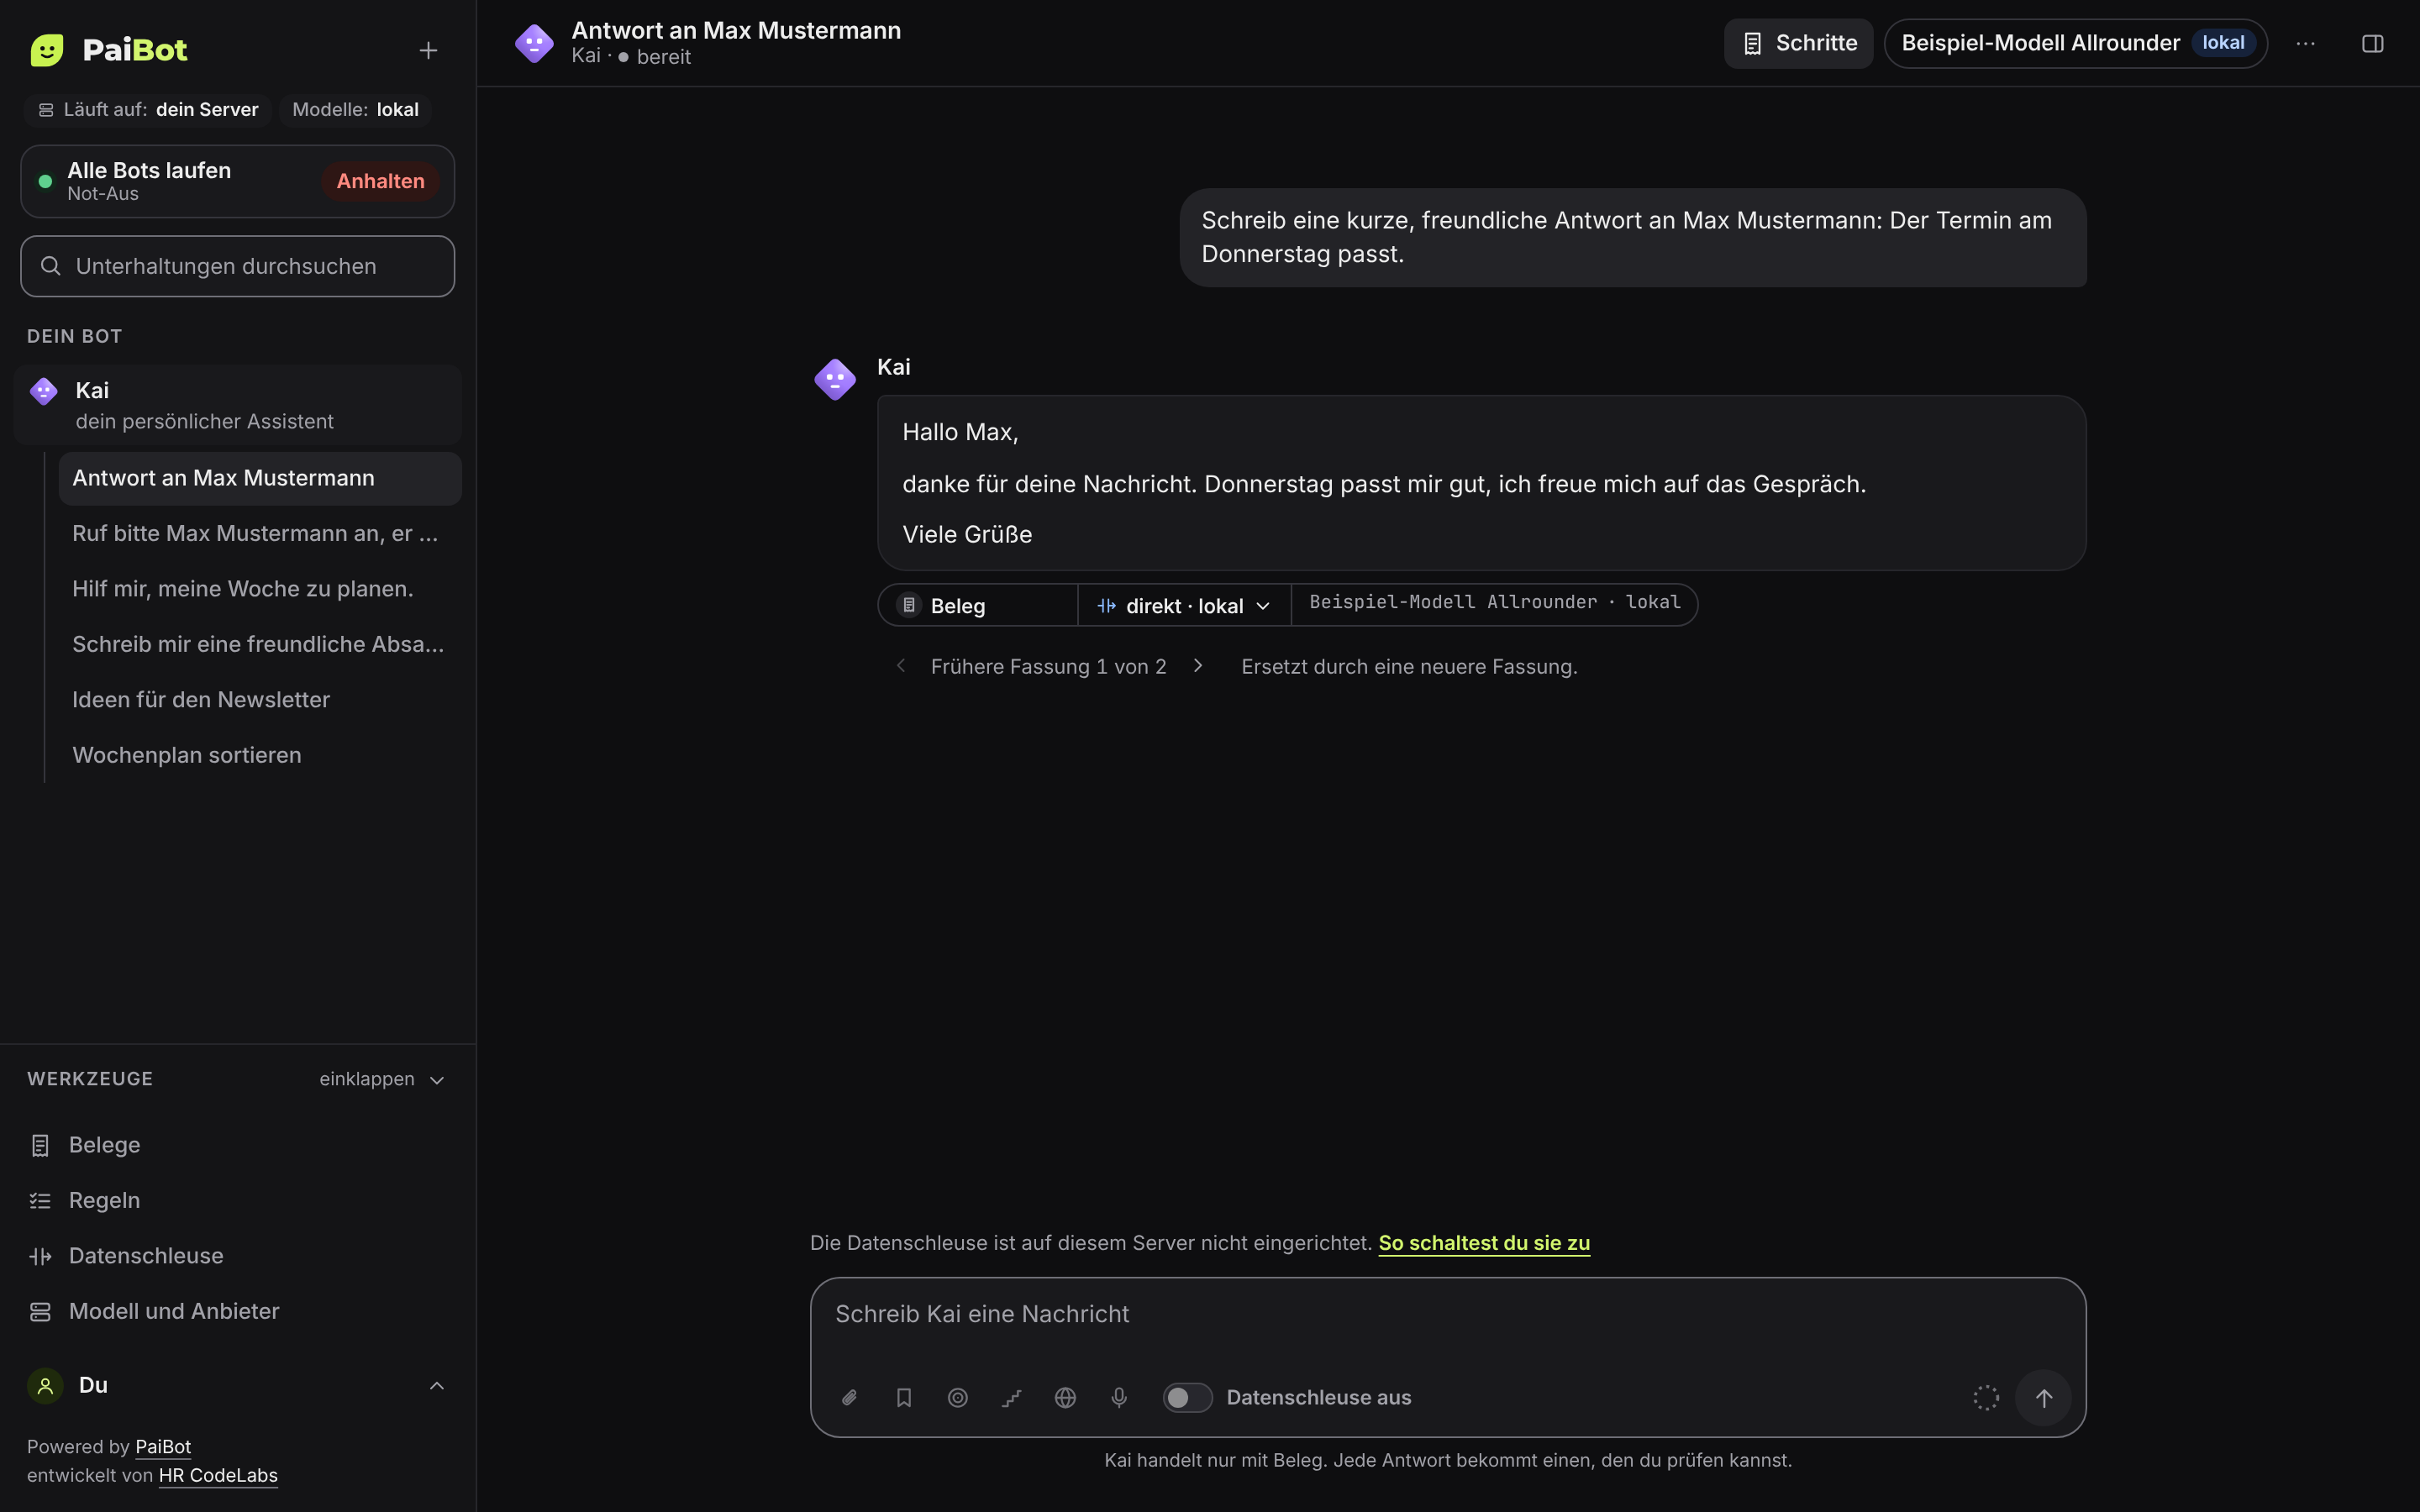 PaiBot
Läuft auf: dein Server
Modelle: lokal
Alle Bots laufen
Not-Aus
Anhalten
Unterhaltungen durchsuchen
DEIN BOT
Kai
dein persönlicher Assistent
Antwort an Max Mustermann
Ruf bitte Max Mustermann an, er ...
Hilf mir, meine Woche zu planen.
Schreib mir eine freundliche Absa...
Ideen für den Newsletter
Wochenplan sortieren
WERKZEUGE
einklappen
Belege
Regeln
Datenschleuse
Modell und Anbieter
Du
Powered by PaiBot
entwickelt von HR CodeLabs
Antwort an Max Mustermann
Kai · bereit
Schritte
Beispiel-Modell Allrounder lokal
Schreib eine kurze, freundliche Antwort an Max Mustermann: Der Termin am
Donnerstag passt.
Kai
Hallo Max,
danke für deine Nachricht. Donnerstag passt mir gut, ich freue mich auf das Gespräch.
Viele Grüße
Beleg
direkt · lokal
Beispiel-Modell Allrounder · lokal
Frühere Fassung 1 von 2
Ersetzt durch eine neuere Fassung.
Die Datenschleuse ist auf diesem Server nicht eingerichtet. So schaltest du sie zu
Schreib Kai eine Nachricht
Datenschleuse aus
Kai handelt nur mit Beleg. Jede Antwort bekommt einen, den du prüfen kannst.